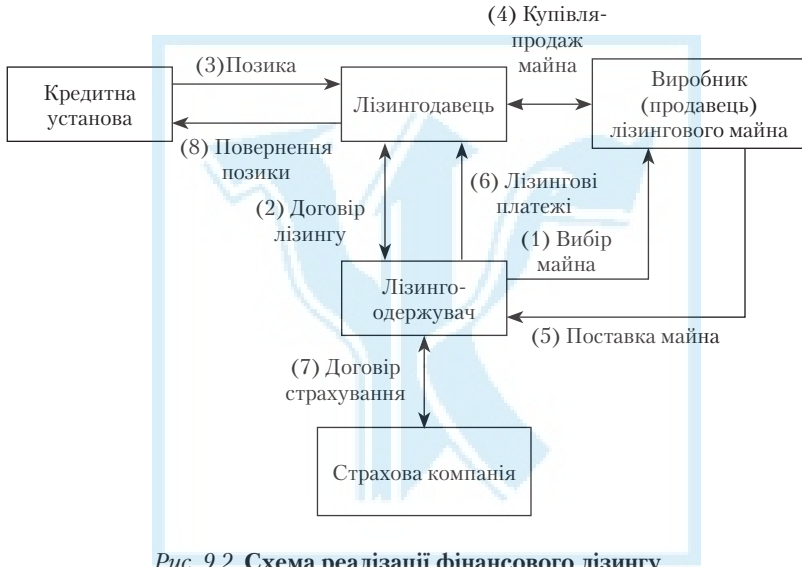 (4) Купівля-
продаж
майна
(3)Позика
Кредитна
установа
Лізингодавець
Виробник
(продавець)
лізингового майна
(8) Повернення
позики
(6) Лізингові
платежі
(2) Договір
лізингу
(1) Вибір
майна
Лізинго-
одержувач
(5) Поставка майна
(7) Договір
страхування
Страхова компанія
Рис. 9.2. Схема реалізації фінансового лізингу